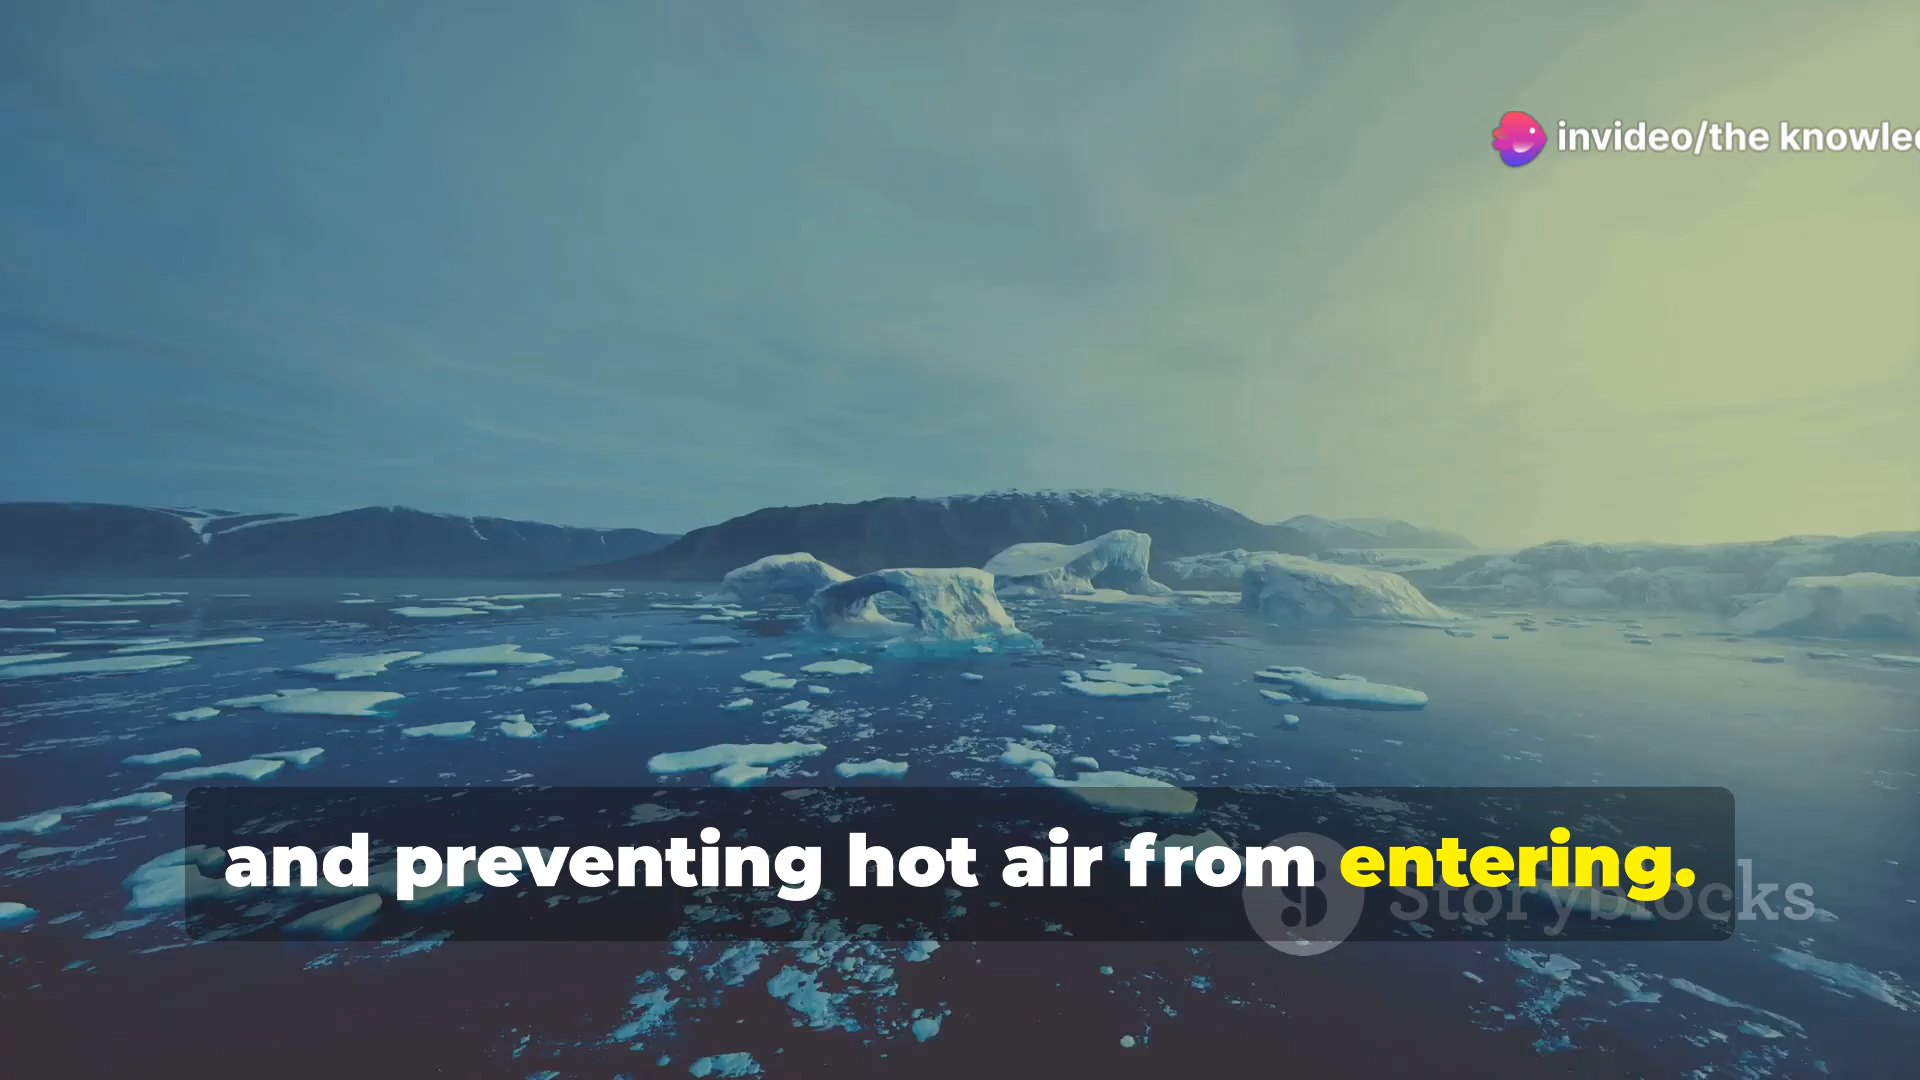 invideo/the knowle
and preventing hot air from entering.
Storyblocks